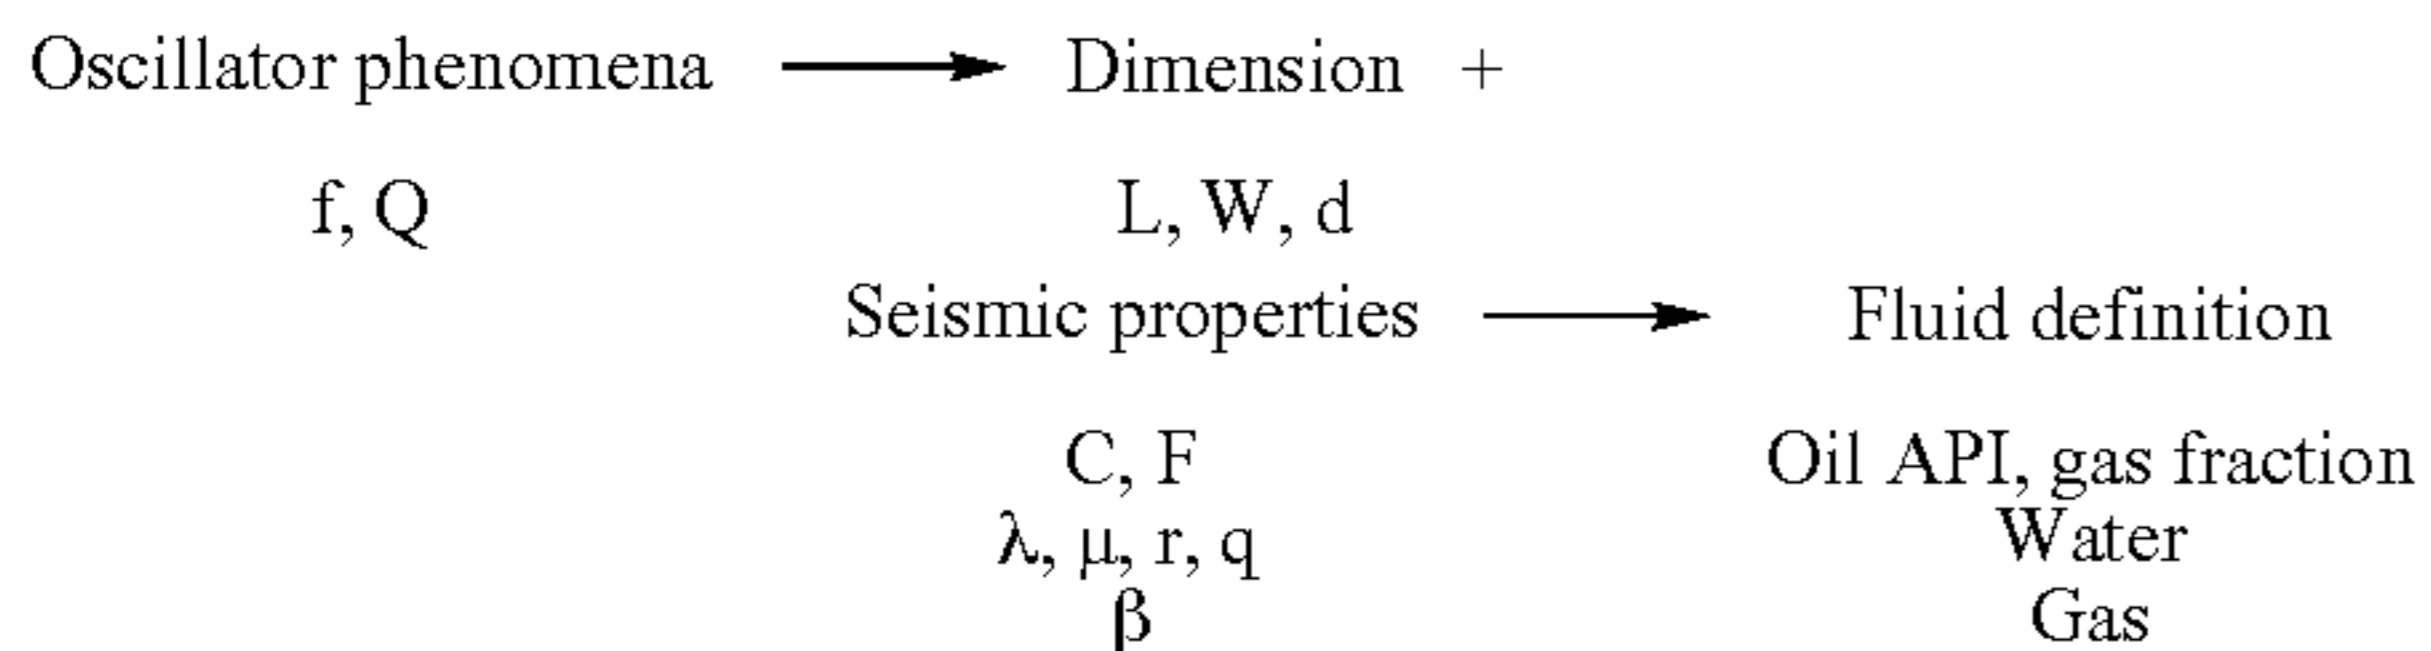 Oscillator phenomena ⟶ Dimension +
f, Q L, W, d
Seismic properties ⟶ Fluid definition
C, F Oil API, gas fraction
λ, μ, r, q Water
β Gas